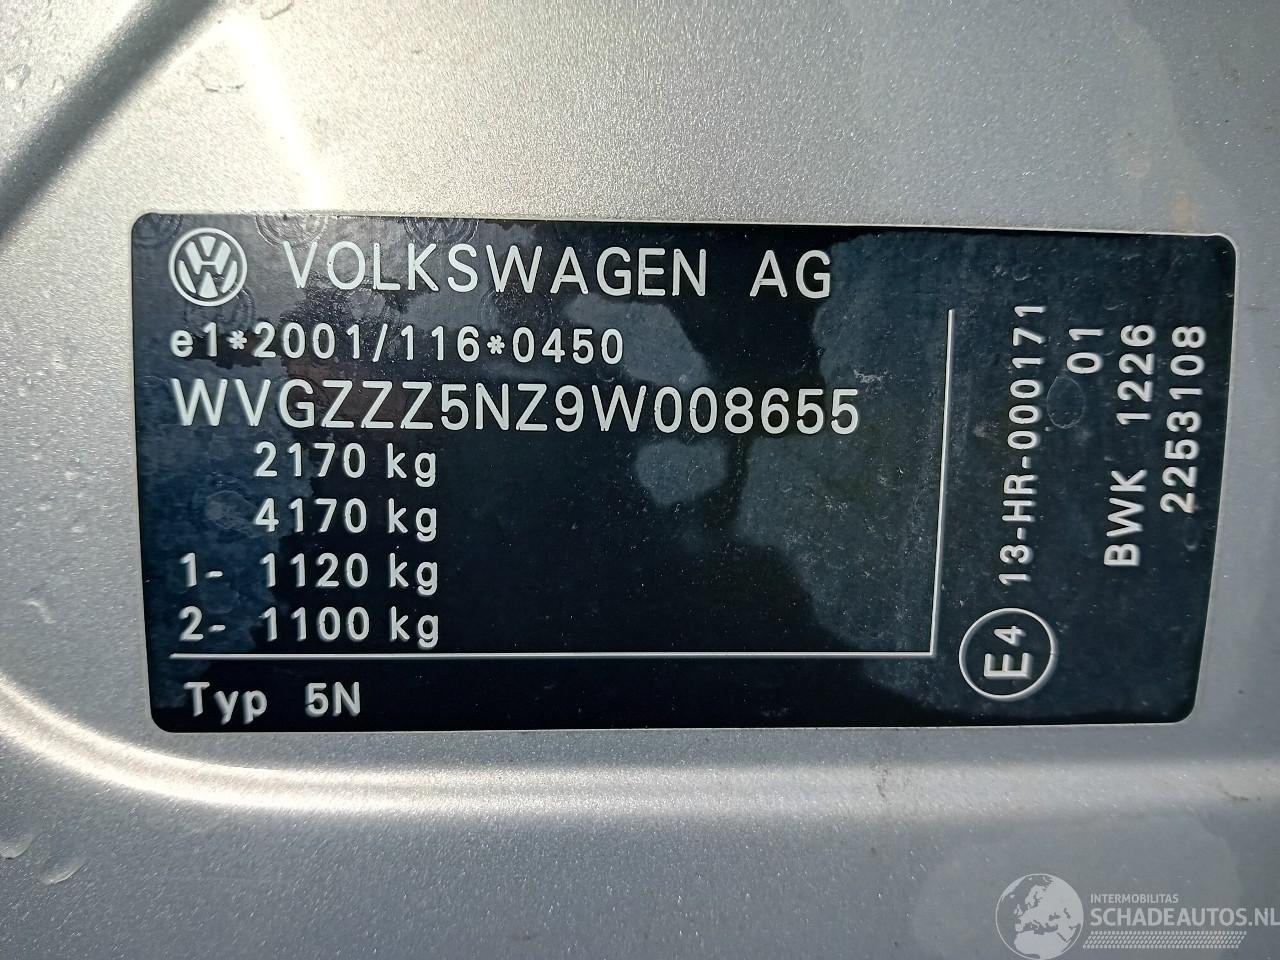 VOLKSWAGEN AG
e1*2001/116*0450
WVGZZZ5NZ9W008655
2170 kg
4170 kg
1- 1120 kg
2- 1100 kg
Typ 5N
E4 13-HR-000171
01
BWK 1226
2253108
INTERMOBILITAS
SCHADEAUTOS.NL